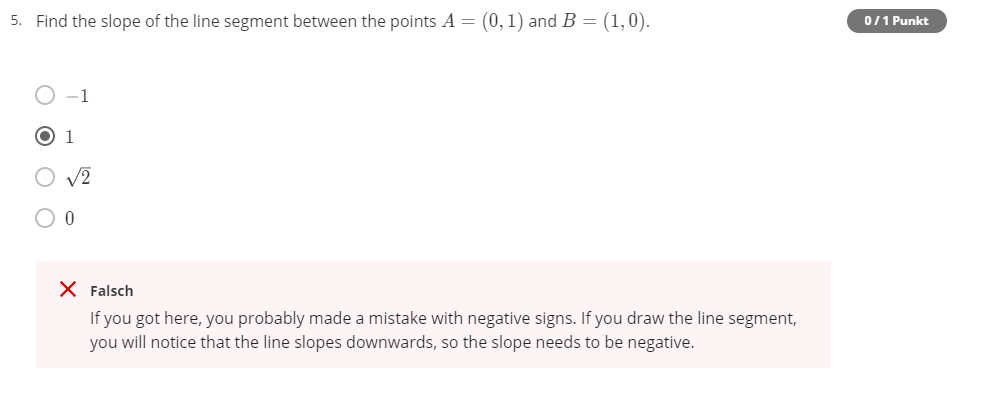 5. Find the slope of the line segment between the points A = (0, 1) and B = (1, 0).
0 / 1 Punkt
−1
1
√2
0
Falsch
If you got here, you probably made a mistake with negative signs. If you draw the line segment,
you will notice that the line slopes downwards, so the slope needs to be negative.